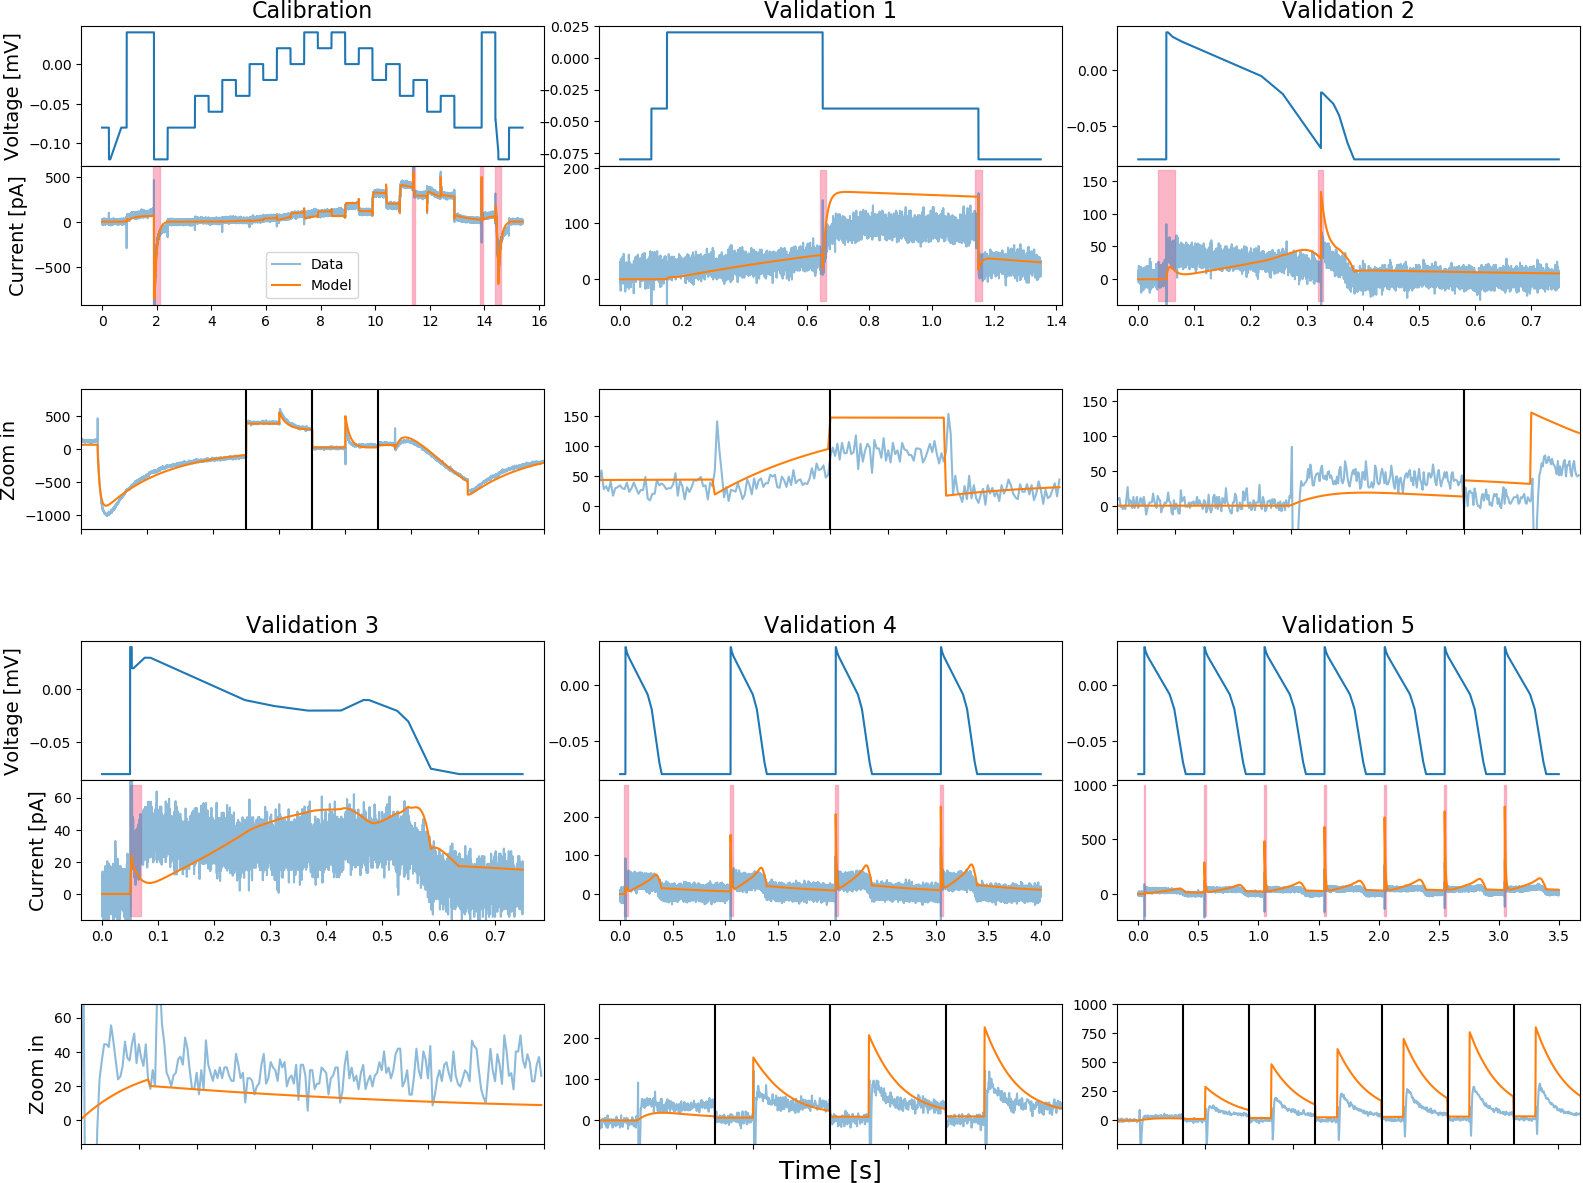 Calibration
Validation 1
Validation 2
Voltage [mV]
0.00
−0.05
−0.10
0.025
0.000
−0.025
−0.050
−0.075
0.00
−0.05
Current [pA]
500
0
−500
Data
Model
0 2 4 6 8 10 12 14 16
200
100
0
0.0 0.2 0.4 0.6 0.8 1.0 1.2 1.4
150
100
50
0
0.0 0.1 0.2 0.3 0.4 0.5 0.6 0.7
Zoom in
500
0
−500
−1000
150
100
50
0
150
100
50
0
Validation 3
Validation 4
Validation 5
Voltage [mV]
0.00
−0.05
0.00
−0.05
0.00
−0.05
Current [pA]
60
40
20
0
0.0 0.1 0.2 0.3 0.4 0.5 0.6 0.7
200
100
0
0.0 0.5 1.0 1.5 2.0 2.5 3.0 3.5 4.0
1000
500
0
0.0 0.5 1.0 1.5 2.0 2.5 3.0 3.5
Zoom in
60
40
20
0
200
100
0
1000
750
500
250
0
Time [s]